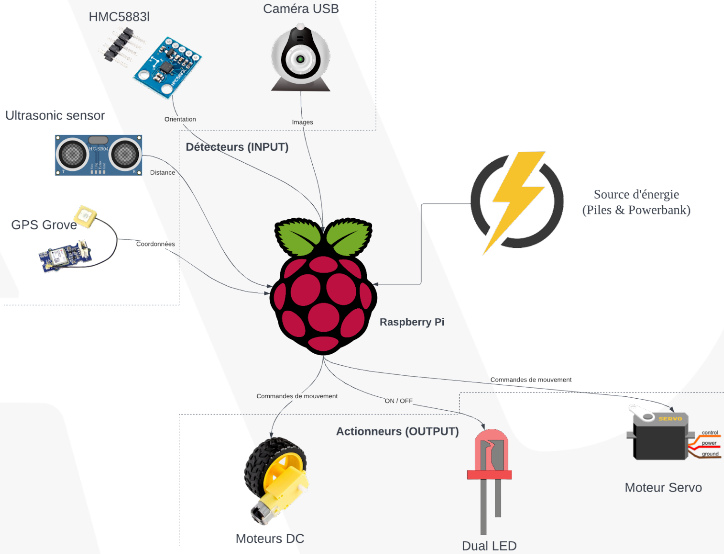 HMC5883l
Caméra USB
Orientation
Images
Ultrasonic sensor
Détecteurs (INPUT)
Distance
GPS Grove
Coordonnées
Source d'énergie
(Piles & Powerbank)
Raspberry Pi
Commandes de mouvement
Commandes de mouvement
ON / OFF
Actionneurs (OUTPUT)
control
power
ground
Moteur Servo
Moteurs DC
Dual LED